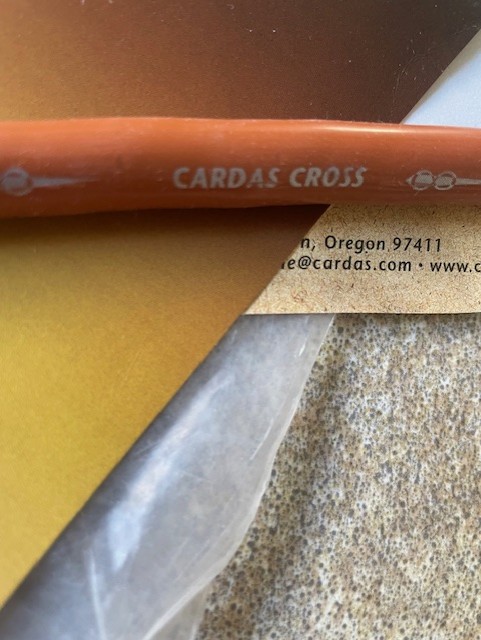 CARDAS CROSS
, Oregon 97411
@cardas.com • www.